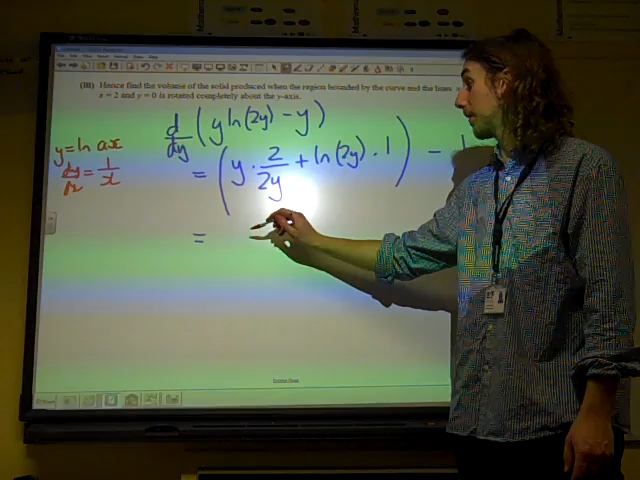 (iii) Hence find the volume of the solid produced when the region bounded by the curve and the lines
x = 2 and y = 0 is rotated completely about the y-axis.
d/dy (y ln(2y) - y)
y = ln ax
dy/dx = 1/x
= (y · 2/2y + ln(2y) · 1) - 1
=